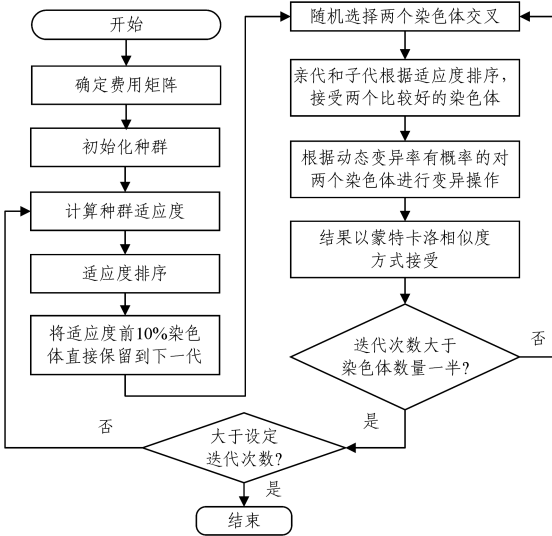 开始
确定费用矩阵
初始化种群
计算种群适应度
适应度排序
将适应度前10%染色
体直接保留到下一代
随机选择两个染色体交叉
亲代和子代根据适应度排序,
接受两个比较好的染色体
根据动态变异率有概率的对
两个染色体进行变异操作
结果以蒙特卡洛相似度
方式接受
迭代次数大于
染色体数量一半?
否
是
大于设定
迭代次数?
否
是
结束